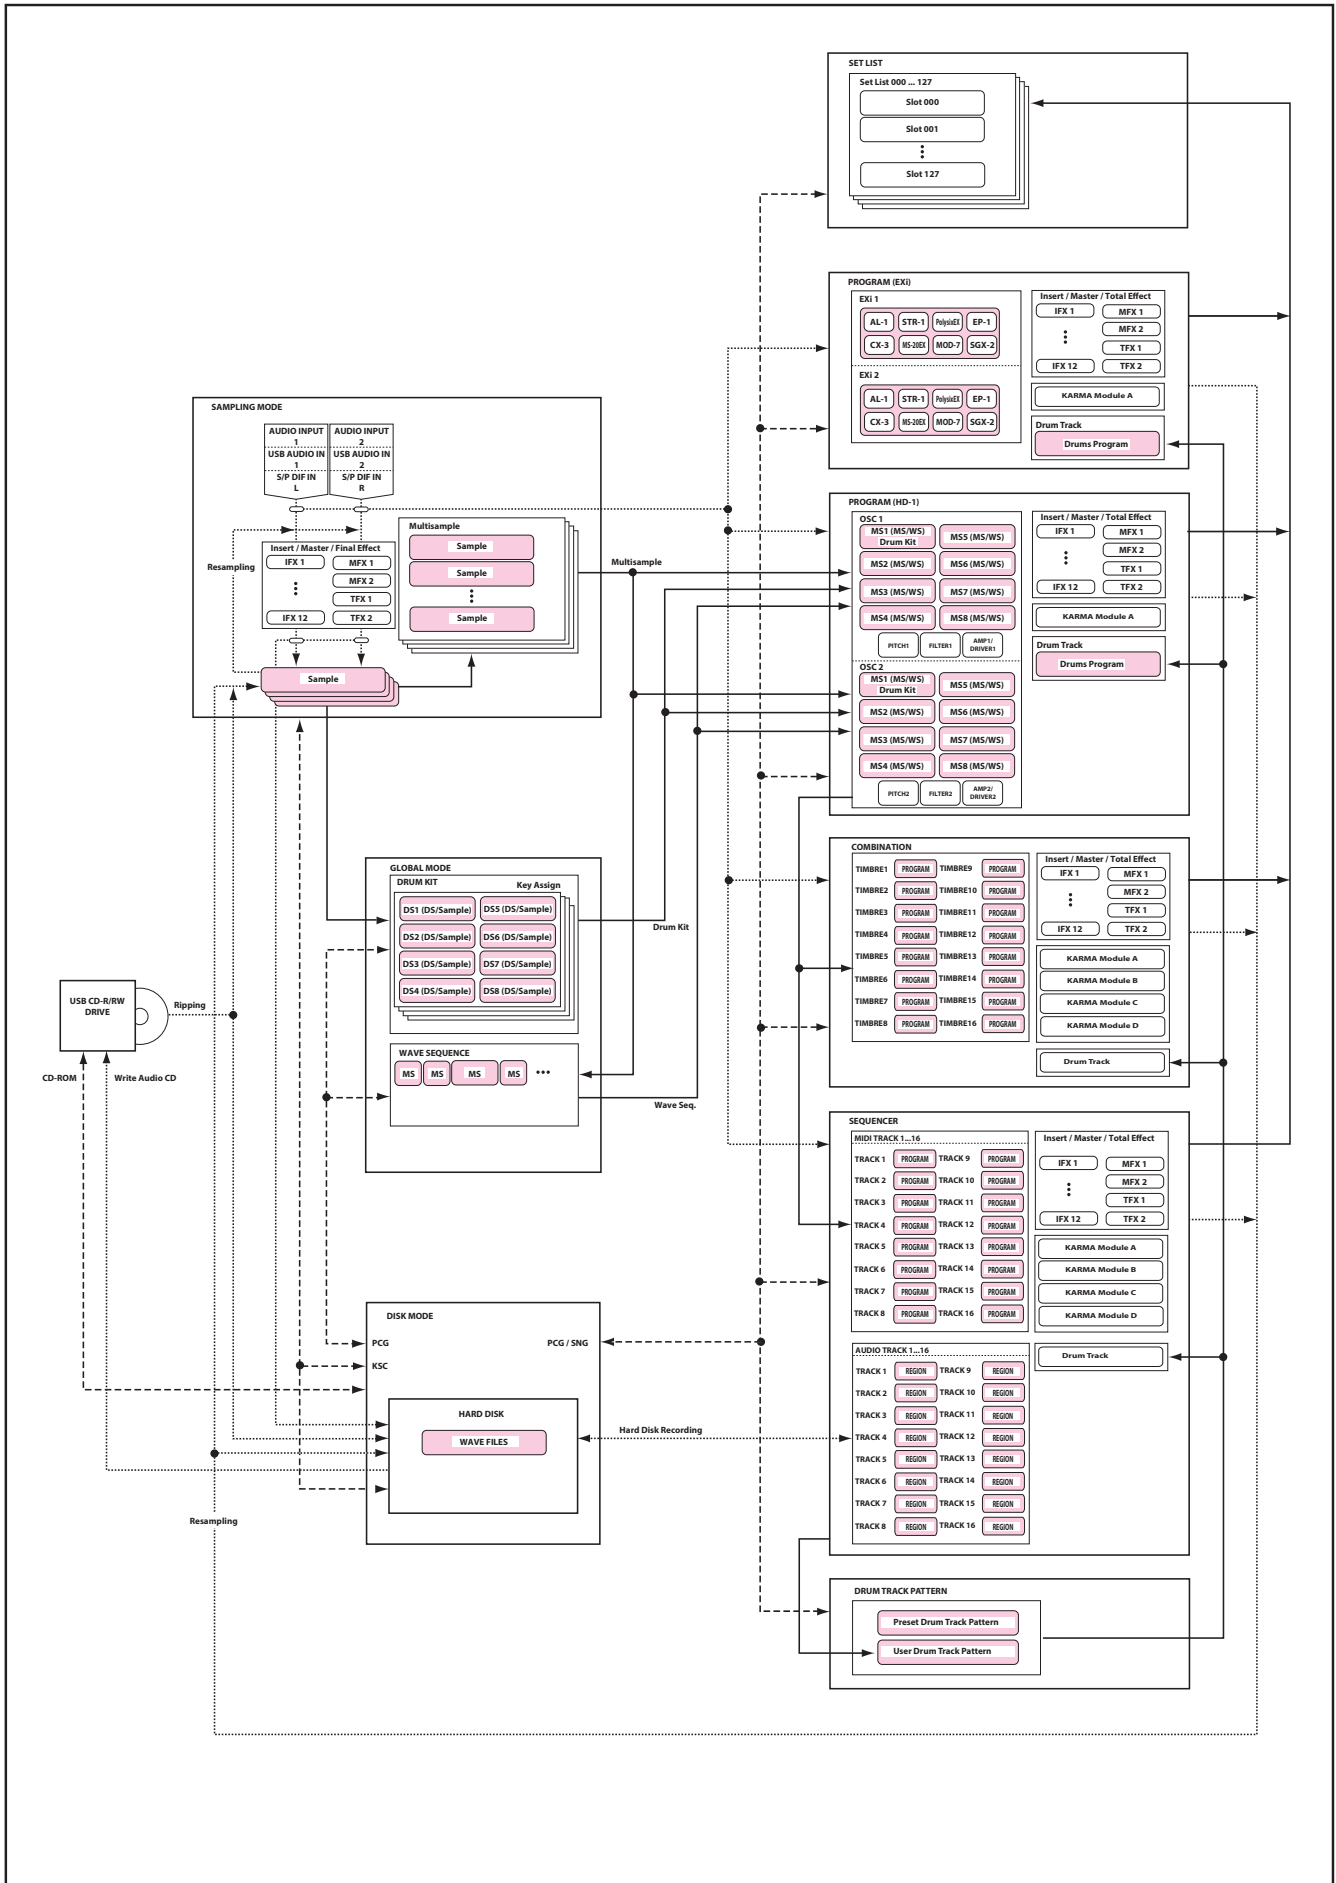 SET LIST
Set List 000 ... 127
Slot 000
Slot 001
Slot 127
PROGRAM (EXi)
EXi 1
AL-1 STR-1 PolysixEX EP-1
CX-3 MS-20EX MOD-7 SGX-2
EXi 2
AL-1 STR-1 PolysixEX EP-1
CX-3 MS-20EX MOD-7 SGX-2
Insert / Master / Total Effect
IFX 1 MFX 1
MFX 2
TFX 1
IFX 12 TFX 2
KARMA Module A
Drum Track
Drums Program
SAMPLING MODE
AUDIO INPUT 1
AUDIO INPUT 2
USB AUDIO IN 1
USB AUDIO IN 2
S/P DIF IN L
S/P DIF IN R
Resampling
Insert / Master / Final Effect
IFX 1 MFX 1
MFX 2
TFX 1
IFX 12 TFX 2
Sample
Multisample
Sample
Sample
Sample
Multisample
PROGRAM (HD-1)
OSC 1
MS1 (MS/WS) Drum Kit MS5 (MS/WS)
MS2 (MS/WS) MS6 (MS/WS)
MS3 (MS/WS) MS7 (MS/WS)
MS4 (MS/WS) MS8 (MS/WS)
PITCH1 FILTER1 AMP1/ DRIVER1
OSC 2
MS1 (MS/WS) Drum Kit MS5 (MS/WS)
MS2 (MS/WS) MS6 (MS/WS)
MS3 (MS/WS) MS7 (MS/WS)
MS4 (MS/WS) MS8 (MS/WS)
PITCH2 FILTER2 AMP2/ DRIVER2
Insert / Master / Total Effect
IFX 1 MFX 1
MFX 2
TFX 1
IFX 12 TFX 2
KARMA Module A
Drum Track
Drums Program
GLOBAL MODE
DRUM KIT Key Assign
DS1 (DS/Sample) DS5 (DS/Sample)
DS2 (DS/Sample) DS6 (DS/Sample)
DS3 (DS/Sample) DS7 (DS/Sample)
DS4 (DS/Sample) DS8 (DS/Sample)
Drum Kit
WAVE SEQUENCE
MS MS MS MS
Wave Seq.
COMBINATION
TIMBRE1 PROGRAM TIMBRE9 PROGRAM
TIMBRE2 PROGRAM TIMBRE10 PROGRAM
TIMBRE3 PROGRAM TIMBRE11 PROGRAM
TIMBRE4 PROGRAM TIMBRE12 PROGRAM
TIMBRE5 PROGRAM TIMBRE13 PROGRAM
TIMBRE6 PROGRAM TIMBRE14 PROGRAM
TIMBRE7 PROGRAM TIMBRE15 PROGRAM
TIMBRE8 PROGRAM TIMBRE16 PROGRAM
Insert / Master / Total Effect
IFX 1 MFX 1
MFX 2
TFX 1
IFX 12 TFX 2
KARMA Module A
KARMA Module B
KARMA Module C
KARMA Module D
Drum Track
USB CD-R/RW
DRIVE
Ripping
CD-ROM
Write Audio CD
SEQUENCER
MIDI TRACK 1...16
TRACK 1 PROGRAM TRACK 9 PROGRAM
TRACK 2 PROGRAM TRACK 10 PROGRAM
TRACK 3 PROGRAM TRACK 11 PROGRAM
TRACK 4 PROGRAM TRACK 12 PROGRAM
TRACK 5 PROGRAM TRACK 13 PROGRAM
TRACK 6 PROGRAM TRACK 14 PROGRAM
TRACK 7 PROGRAM TRACK 15 PROGRAM
TRACK 8 PROGRAM TRACK 16 PROGRAM
Insert / Master / Total Effect
IFX 1 MFX 1
MFX 2
TFX 1
IFX 12 TFX 2
KARMA Module A
KARMA Module B
KARMA Module C
KARMA Module D
Drum Track
AUDIO TRACK 1...16
TRACK 1 REGION TRACK 9 REGION
TRACK 2 REGION TRACK 10 REGION
TRACK 3 REGION TRACK 11 REGION
TRACK 4 REGION TRACK 12 REGION
TRACK 5 REGION TRACK 13 REGION
TRACK 6 REGION TRACK 14 REGION
TRACK 7 REGION TRACK 15 REGION
TRACK 8 REGION TRACK 16 REGION
DISK MODE
PCG PCG / SNG
KSC
HARD DISK
WAVE FILES
Hard Disk Recording
Resampling
DRUM TRACK PATTERN
Preset Drum Track Pattern
User Drum Track Pattern